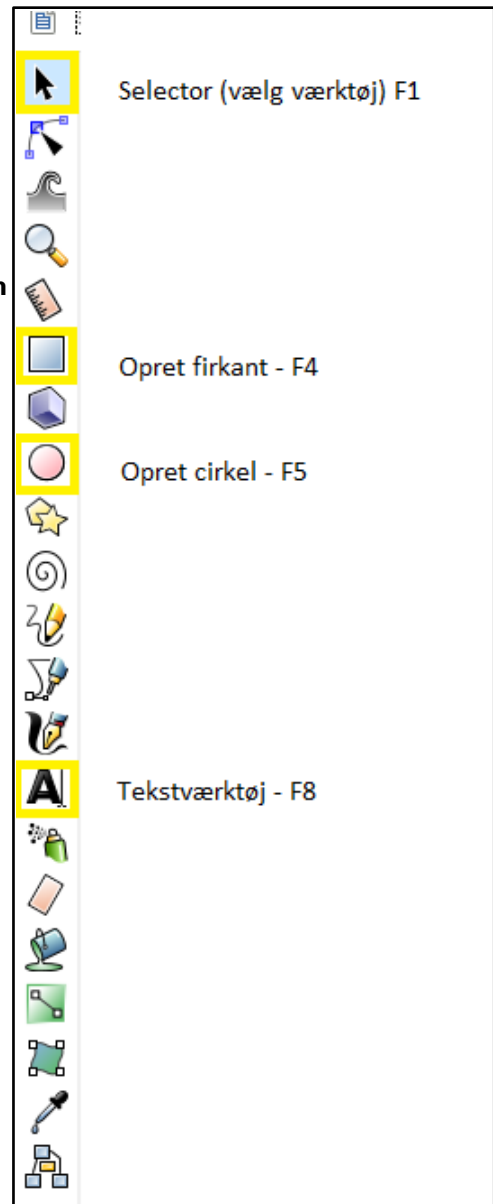 Selector (vælg værktøj) F1
n
Opret firkant - F4
Opret cirkel - F5
Tekstværktøj - F8